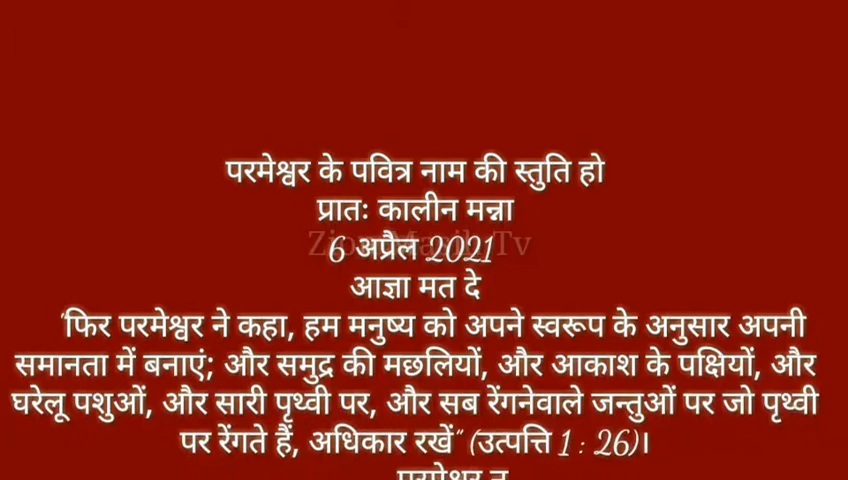 परमेश्वर के पवित्र नाम की स्तुति हो
प्रातः कालीन मन्ना
6 अप्रैल 2021
आज्ञा मत दे
"फिर परमेश्वर ने कहा, हम मनुष्य को अपने स्वरूप के अनुसार अपनी
समानता में बनाएं; और समुद्र की मछलियों, और आकाश के पक्षियों, और
घरेलू पशुओं, और सारी पृथ्वी पर, और सब रेंगनेवाले जन्तुओं पर जो पृथ्वी
पर रेंगते हैं, अधिकार रखें" (उत्पत्ति 1 : 26)।